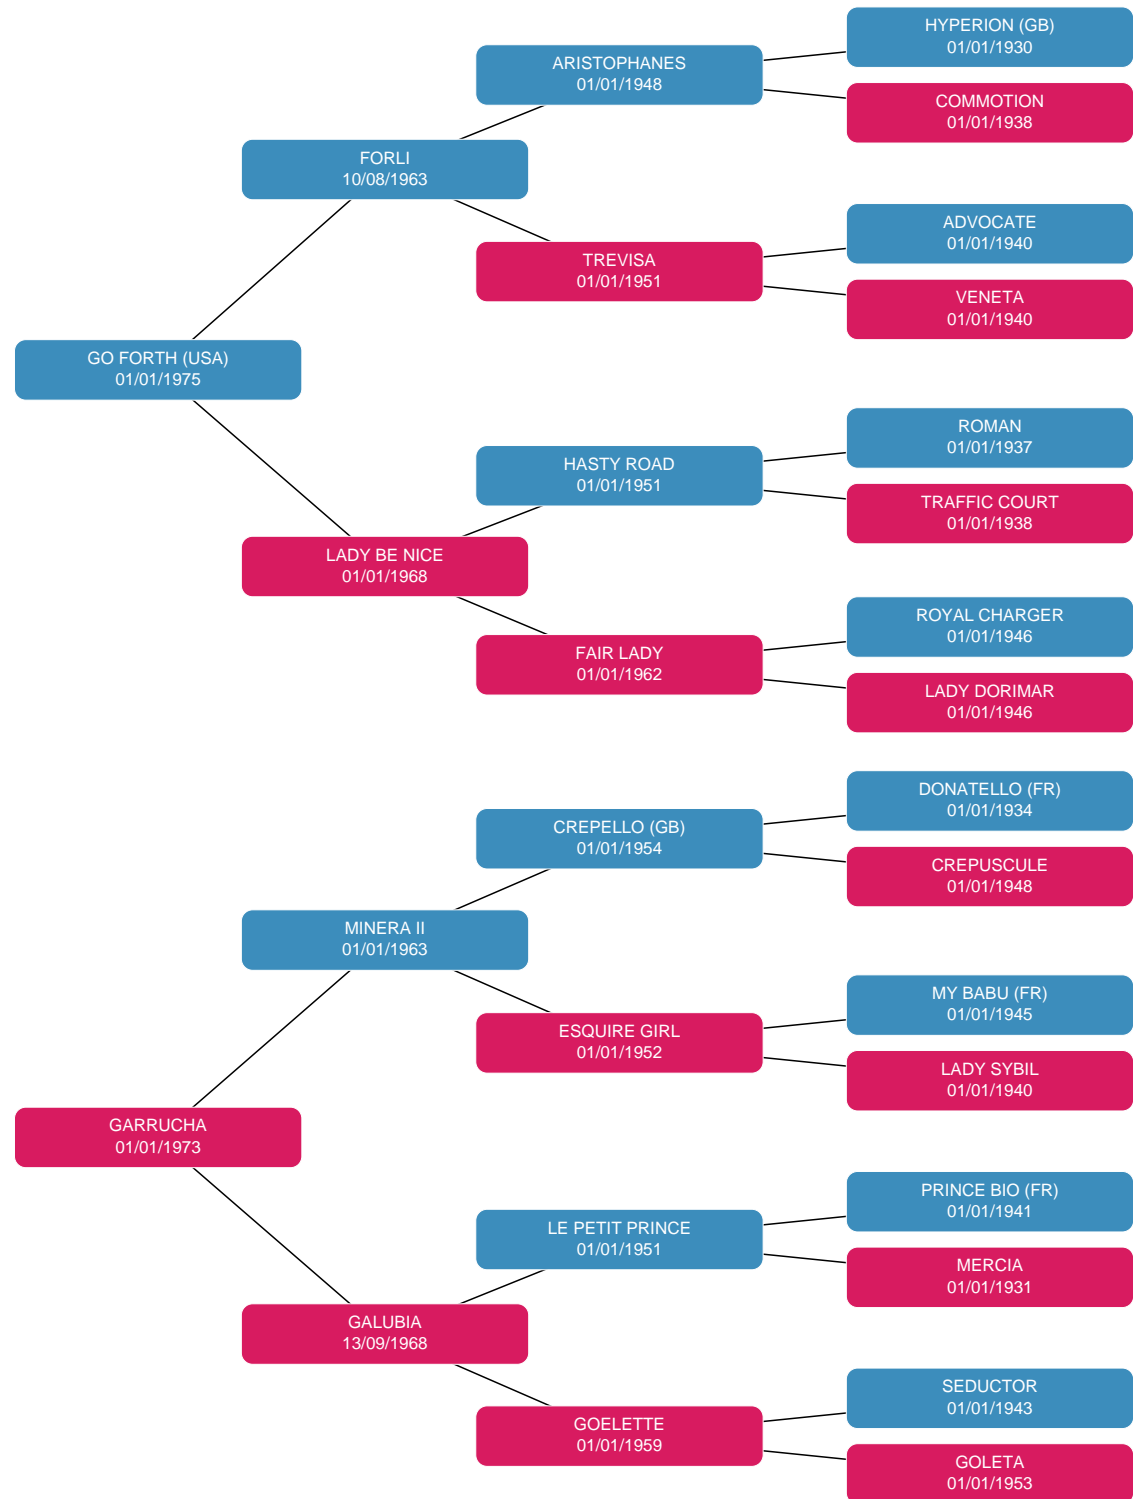 HYPERION (GB)
01/01/1930
ARISTOPHANES
01/01/1948
COMMOTION
01/01/1938
FORLI
10/08/1963
ADVOCATE
01/01/1940
TREVISA
01/01/1951
VENETA
01/01/1940
GO FORTH (USA)
01/01/1975
ROMAN
01/01/1937
HASTY ROAD
01/01/1951
TRAFFIC COURT
01/01/1938
LADY BE NICE
01/01/1968
ROYAL CHARGER
01/01/1946
FAIR LADY
01/01/1962
LADY DORIMAR
01/01/1946
DONATELLO (FR)
01/01/1934
CREPELLO (GB)
01/01/1954
CREPUSCULE
01/01/1948
MINERA II
01/01/1963
MY BABU (FR)
01/01/1945
ESQUIRE GIRL
01/01/1952
LADY SYBIL
01/01/1940
GARRUCHA
01/01/1973
PRINCE BIO (FR)
01/01/1941
LE PETIT PRINCE
01/01/1951
MERCIA
01/01/1931
GALUBIA
13/09/1968
SEDUCTOR
01/01/1943
GOELETTE
01/01/1959
GOLETA
01/01/1953